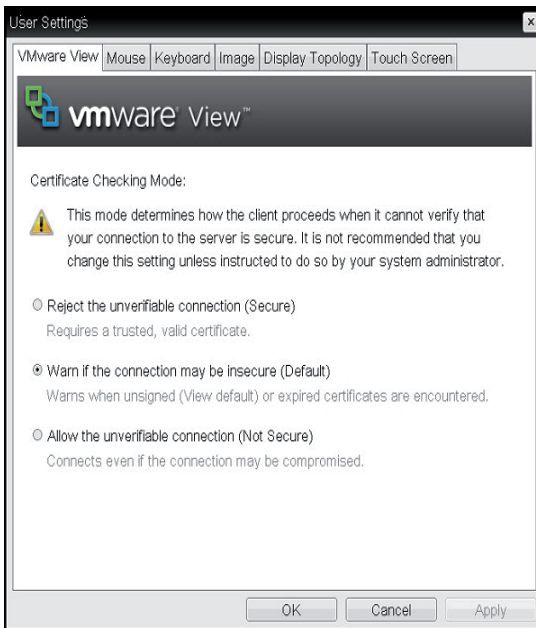 User Settings
VMware View Mouse Keyboard Image Display Topology Touch Screen
vmware View™
Certificate Checking Mode:
This mode determines how the client proceeds when it cannot verify that
your connection to the server is secure. It is not recommended that you
change this setting unless instructed to do so by your system administrator.
Reject the unverifiable connection (Secure)
Requires a trusted, valid certificate.
Warn if the connection may be insecure (Default)
Warns when unsigned (View default) or expired certificates are encountered.
Allow the unverifiable connection (Not Secure)
Connects even if the connection may be compromised.
OK Cancel Apply